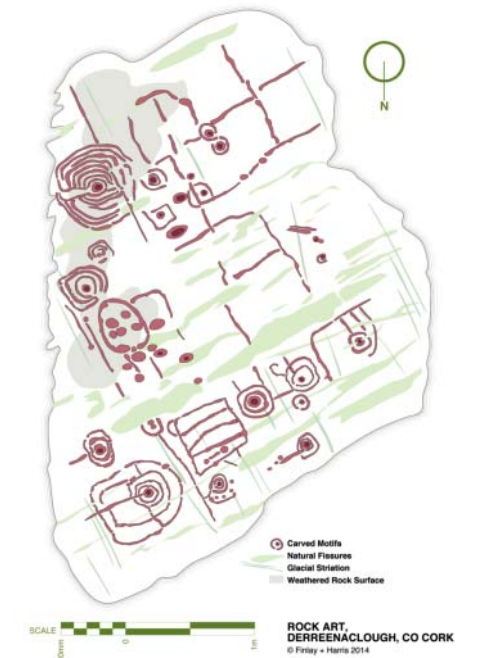 N
Carved Motifs
Natural Fissures
Glacial Striation
Weathered Rock Surface
SCALE
0
1m
ROCK ART,
DERREENACLOUGH, CO CORK
© Finlay + Harris 2014